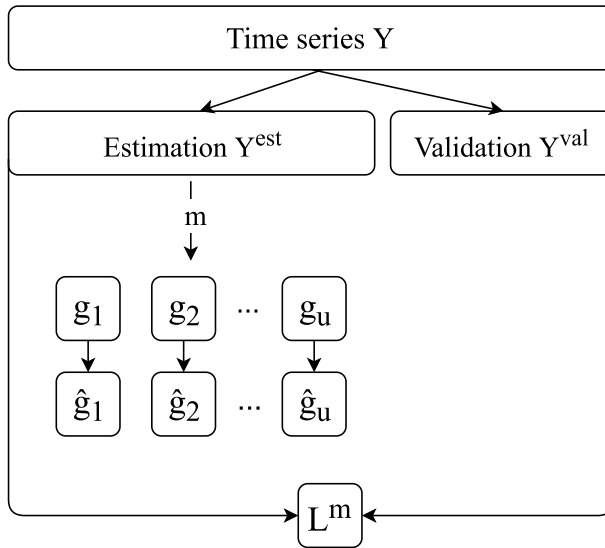 Time series Y
Estimation Y^est Validation Y^val
m
g₁ g₂ ... gᵤ
ĝ₁ ĝ₂ ... ĝᵤ
L^m